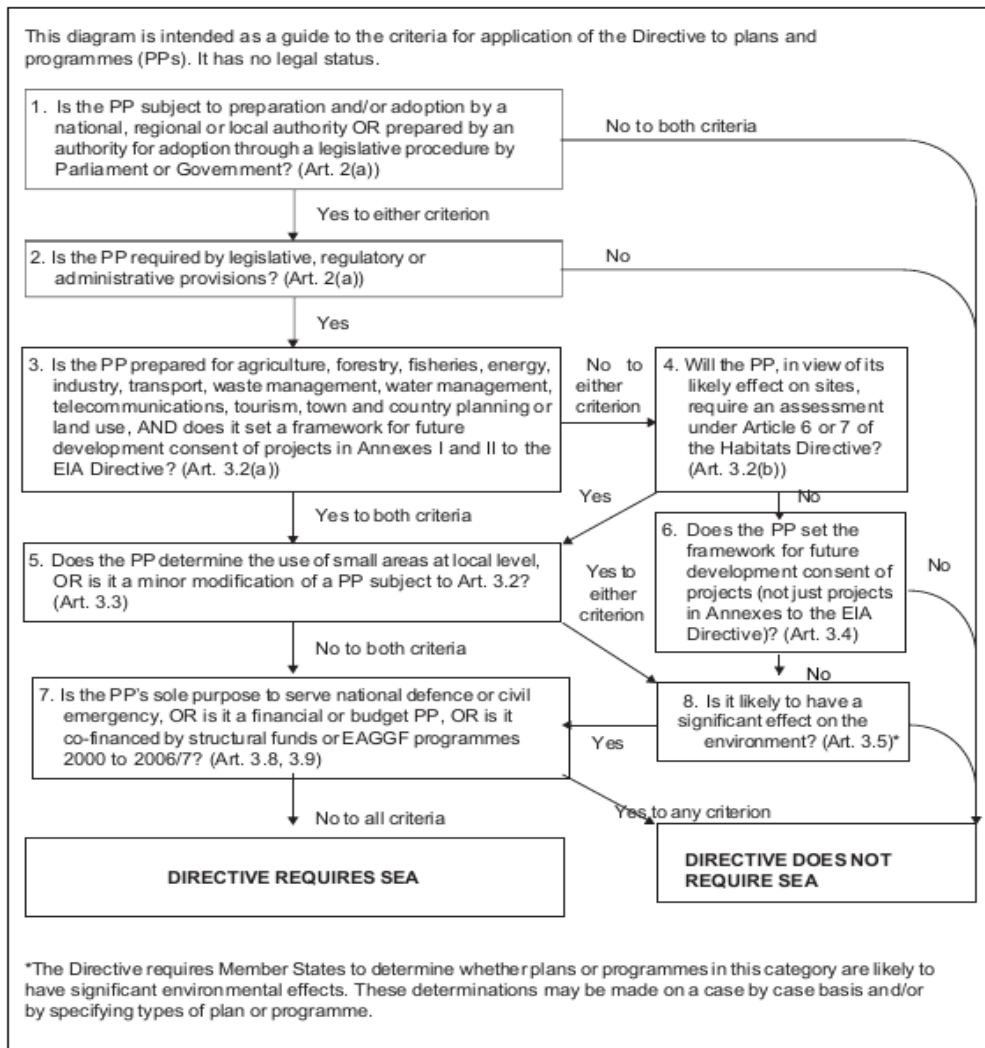 This diagram is intended as a guide to the criteria for application of the Directive to plans and
programmes (PPs). It has no legal status.
1. Is the PP subject to preparation and/or adoption by a
national, regional or local authority OR prepared by an
authority for adoption through a legislative procedure by
Parliament or Government? (Art. 2(a))
No to both criteria
Yes to either criterion
2. Is the PP required by legislative, regulatory or
administrative provisions? (Art. 2(a))
No
Yes
3. Is the PP prepared for agriculture, forestry, fisheries, energy,
industry, transport, waste management, water management,
telecommunications, tourism, town and country planning or
land use, AND does it set a framework for future
development consent of projects in Annexes I and II to the
EIA Directive? (Art. 3.2(a))
No to
either
criterion
4. Will the PP, in view of its
likely effect on sites,
require an assessment
under Article 6 or 7
of the Habitats Directive?
(Art. 3.2(b))
Yes to both criteria
Yes
No
5. Does the PP determine the use of small areas at local level,
OR is it a minor modification of a PP subject to Art. 3.2?
(Art. 3.3)
Yes to
either
criterion
6. Does the PP set the
framework for future
development consent of
projects (not just projects
in Annexes to the EIA
Directive)? (Art. 3.4)
No
No to both criteria
No
7. Is the PP's sole purpose to serve national defence or civil
emergency, OR is it a financial or budget PP, OR is it
co-financed by structural funds or EAGGF programmes
2000 to 2006/7? (Art. 3.8, 3.9)
Yes
8. Is it likely to have a
significant effect on the
environment? (Art. 3.5)*
No to all criteria
Yes to any criterion
DIRECTIVE REQUIRES SEA
DIRECTIVE DOES NOT
REQUIRE SEA
*The Directive requires Member States to determine whether plans or programmes in this category are likely to
have significant environmental effects. These determinations may be made on a case by case basis and/or
by specifying types of plan or programme.